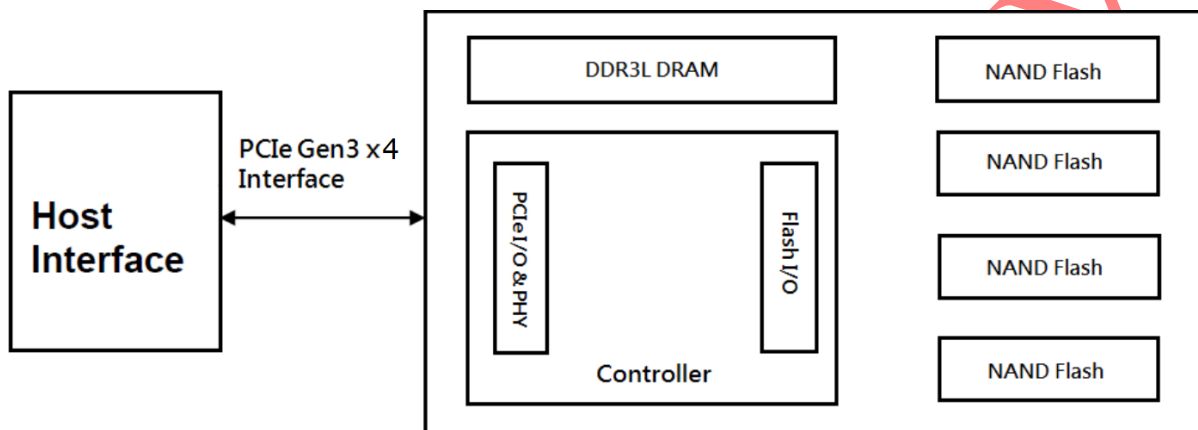 Host
Interface
PCIe Gen3 x4
Interface
DDR3L DRAM
PCIe I/O & PHY
Flash I/O
Controller
NAND Flash
NAND Flash
NAND Flash
NAND Flash